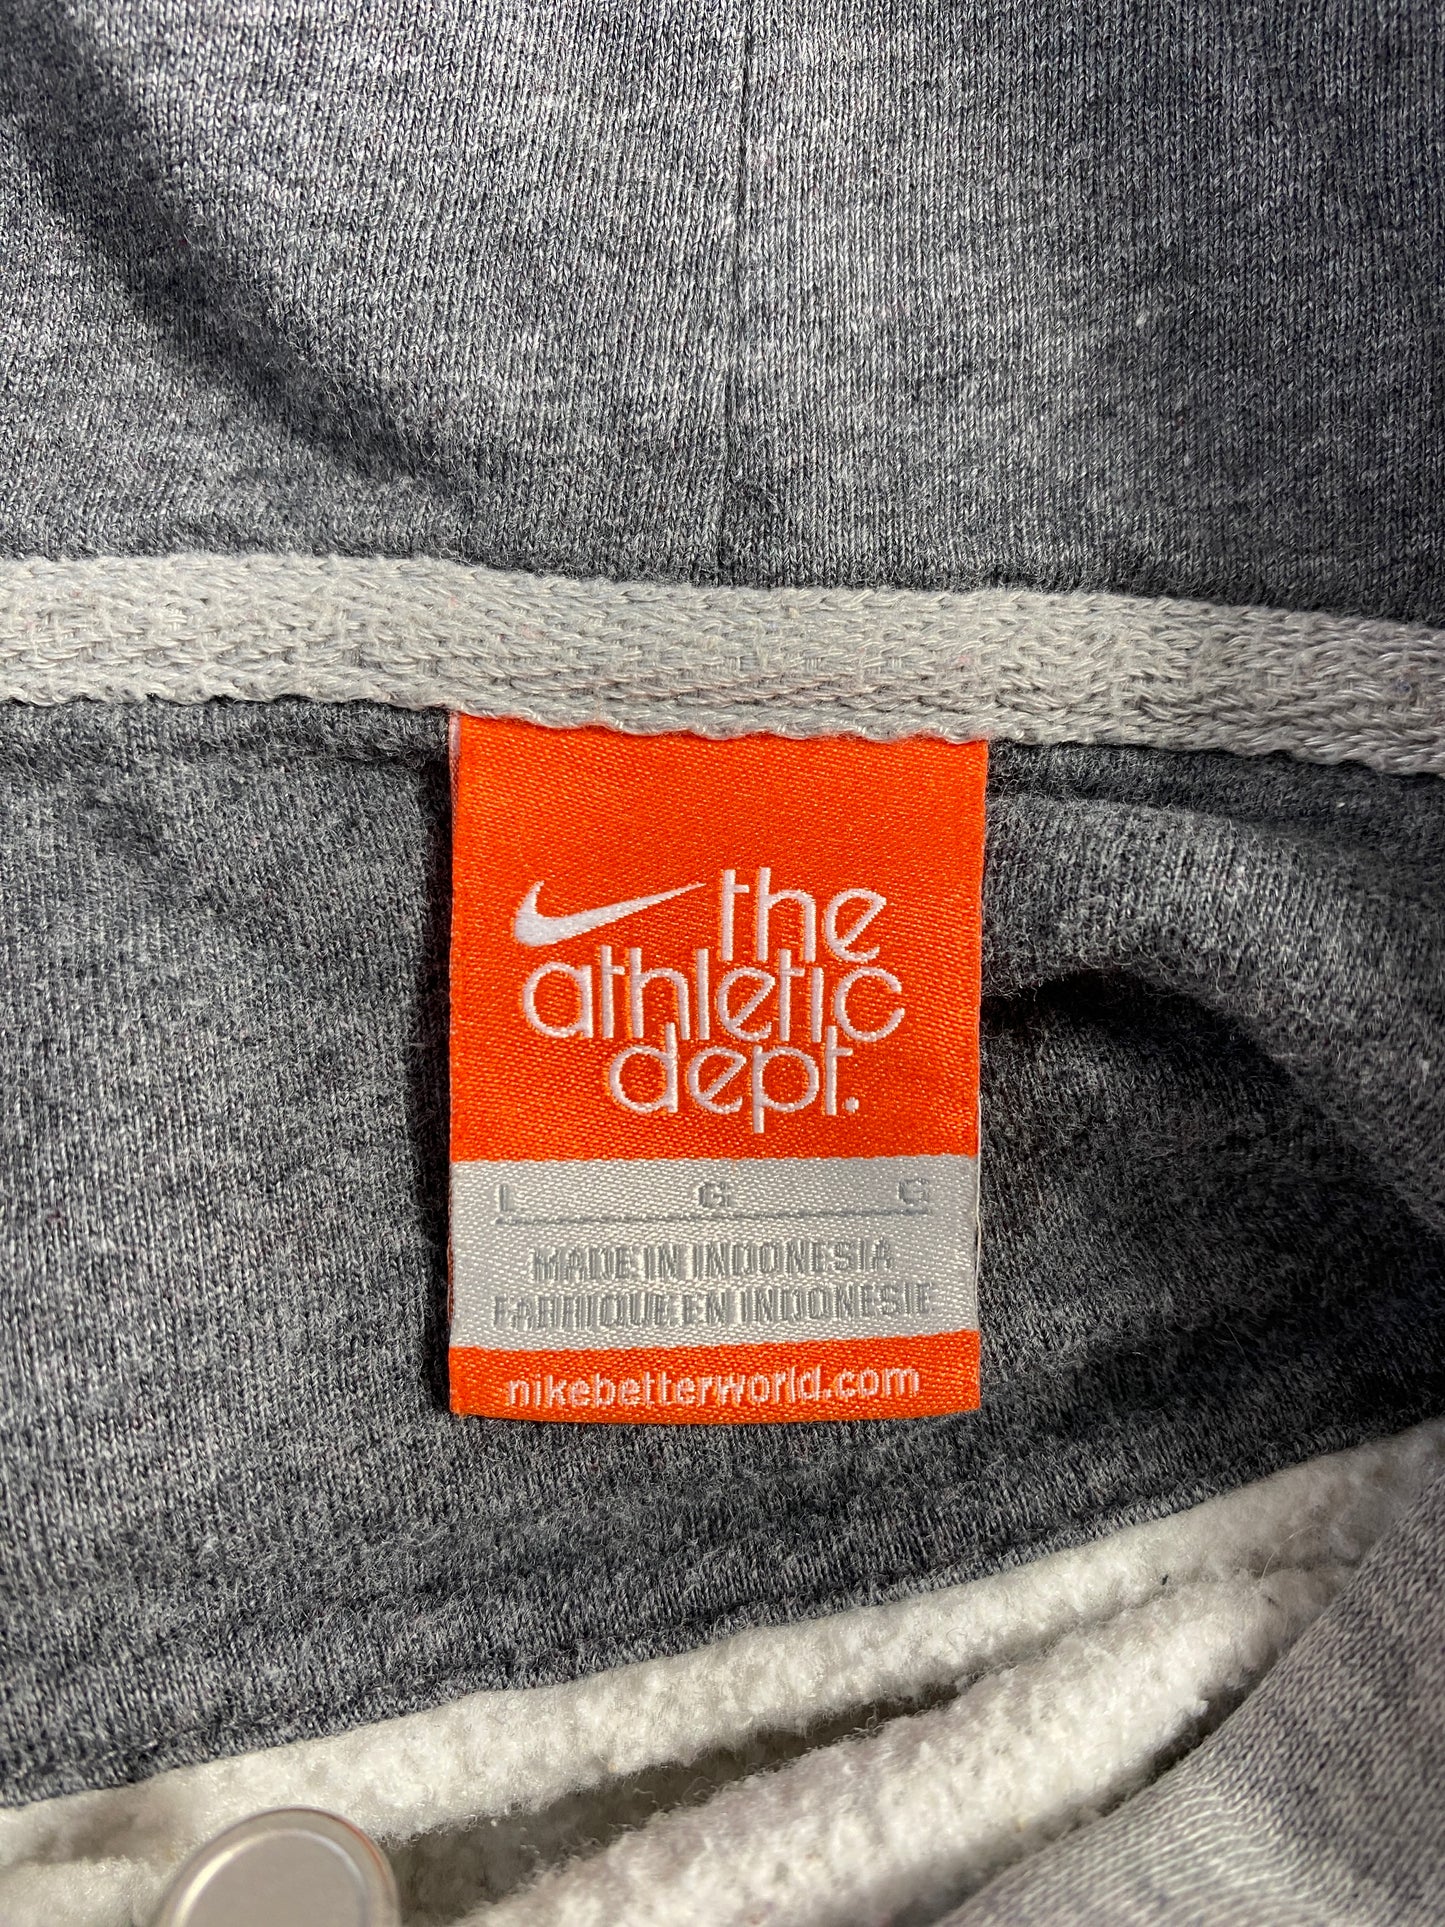 the
athletic
dept.
L G G
MADE IN INDONESIA
FABRIQUE EN INDONESIE
nikebetterworld.com